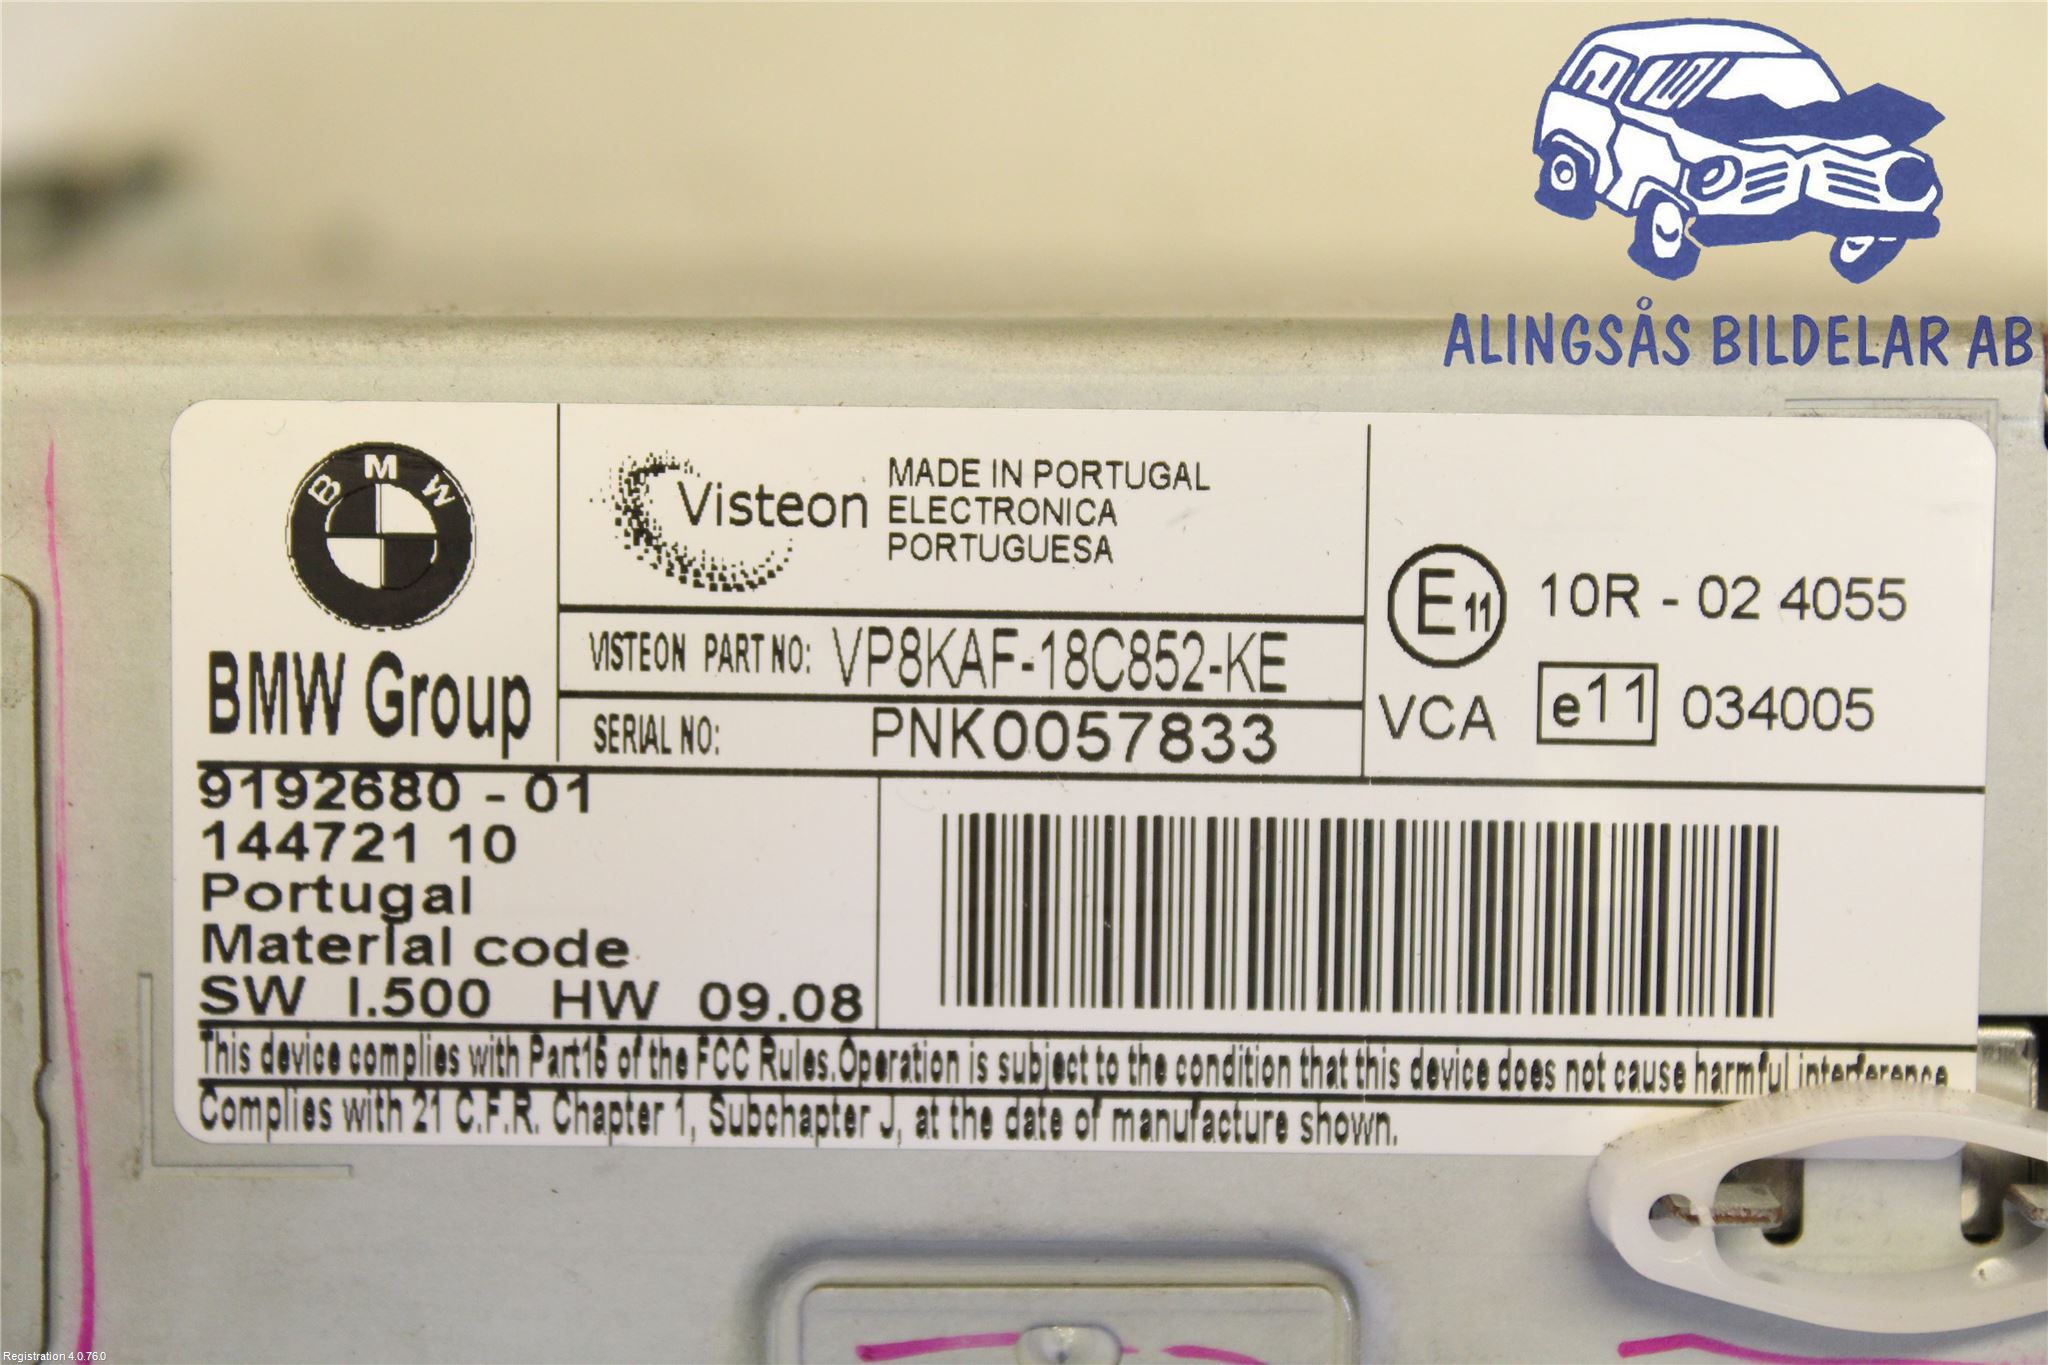 ALINGSÅS BILDELAR AB
B M W
BMW Group
Visteon
MADE IN PORTUGAL
ELECTRONICA
PORTUGUESA
VISTEON PART NO: VP8KAF-18C852-KE
SERIAL NO: PNK0057833
E11 10R - 02 4055
VCA e11 034005
9192680 - 01
144721 10
Portugal
Material code
SW I.500 HW 09.08
This device complies with Part15 of the FCC Rules.Operation is subject to the condition that this device does not cause harmful interference
Complies with 21 C.F.R. Chapter 1, Subchapter J, at the date of manufacture shown.
Registration 4.0.76.0